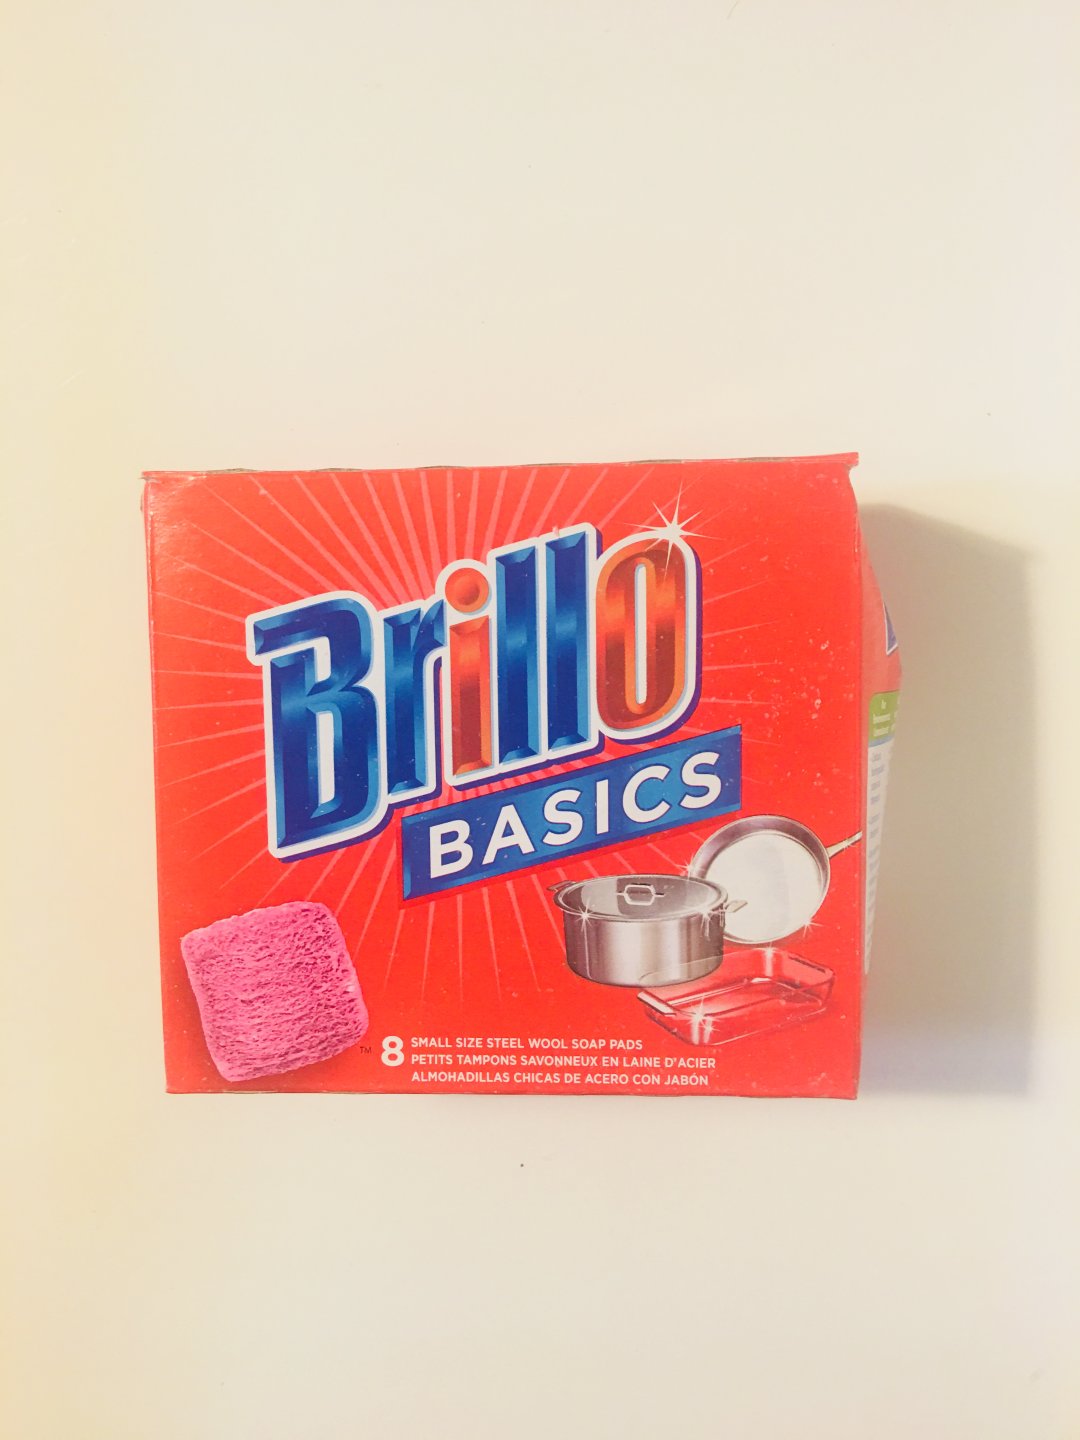 Brillo
BASICS
TM
8 SMALL SIZE STEEL WOOL SOAP PADS
PETITS TAMPONS SAVONNEUX EN LAINE D'ACIER
ALMOHADILLAS CHICAS DE ACERO CON JABÓN